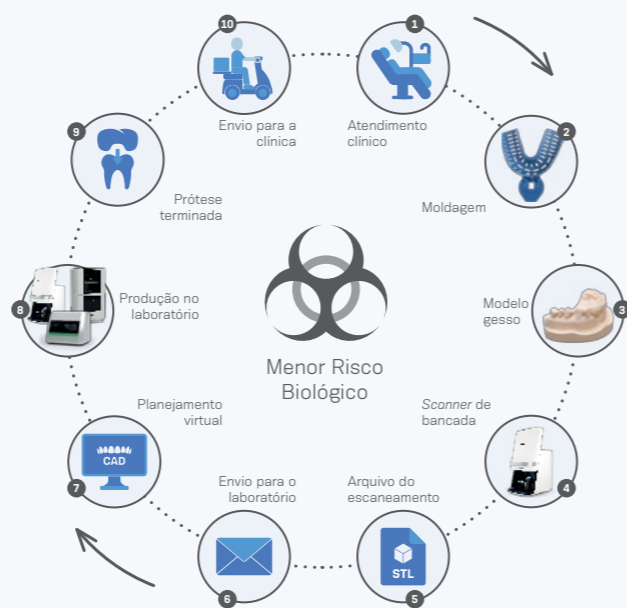 1
Atendimento
clínico
2
Moldagem
3
Modelo
gesso
4
Scanner de
bancada
5
STL
Arquivo do
escaneamento
6
Envio para o
laboratório
7
CAD
Planejamento
virtual
8
Produção no
laboratório
9
Prótese
terminada
10
Envio para a
clínica
Menor Risco
Biológico